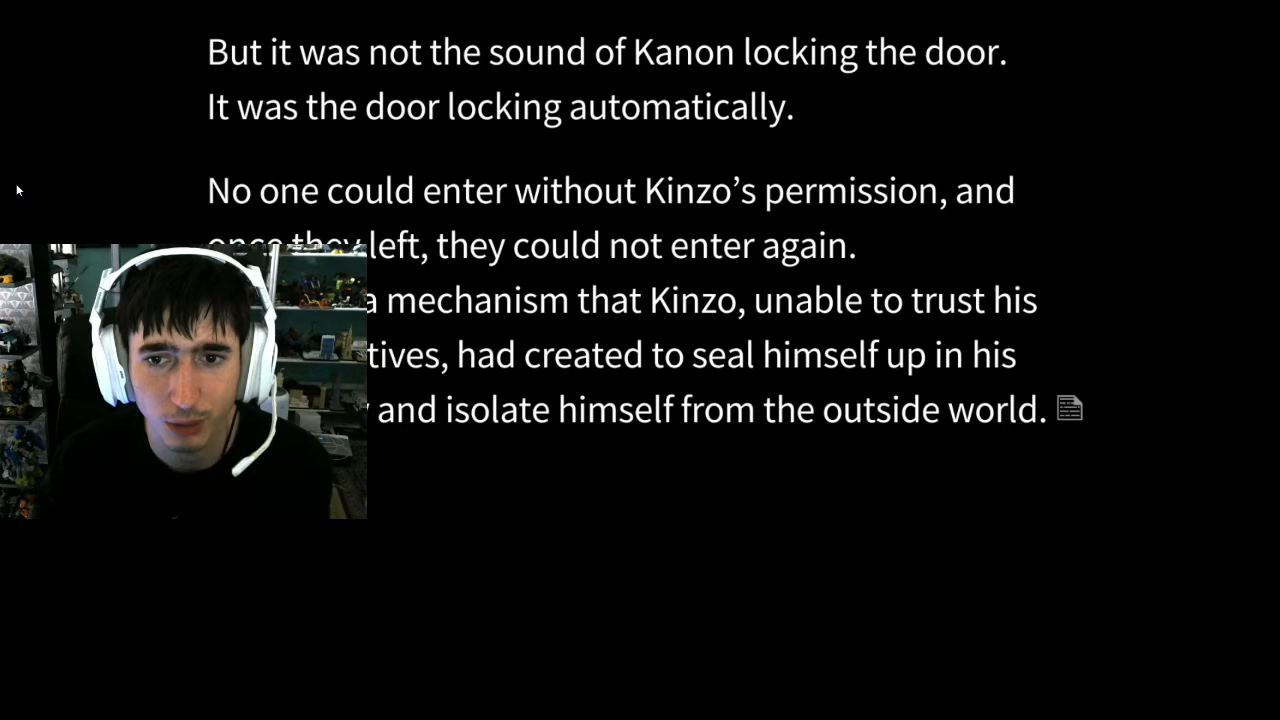 But it was not the sound of Kanon locking the door.
It was the door locking automatically.
No one could enter without Kinzo’s permission, and
once they left, they could not enter again.
a mechanism that Kinzo, unable to trust his
had created to seal himself up in his
and isolate himself from the outside world.